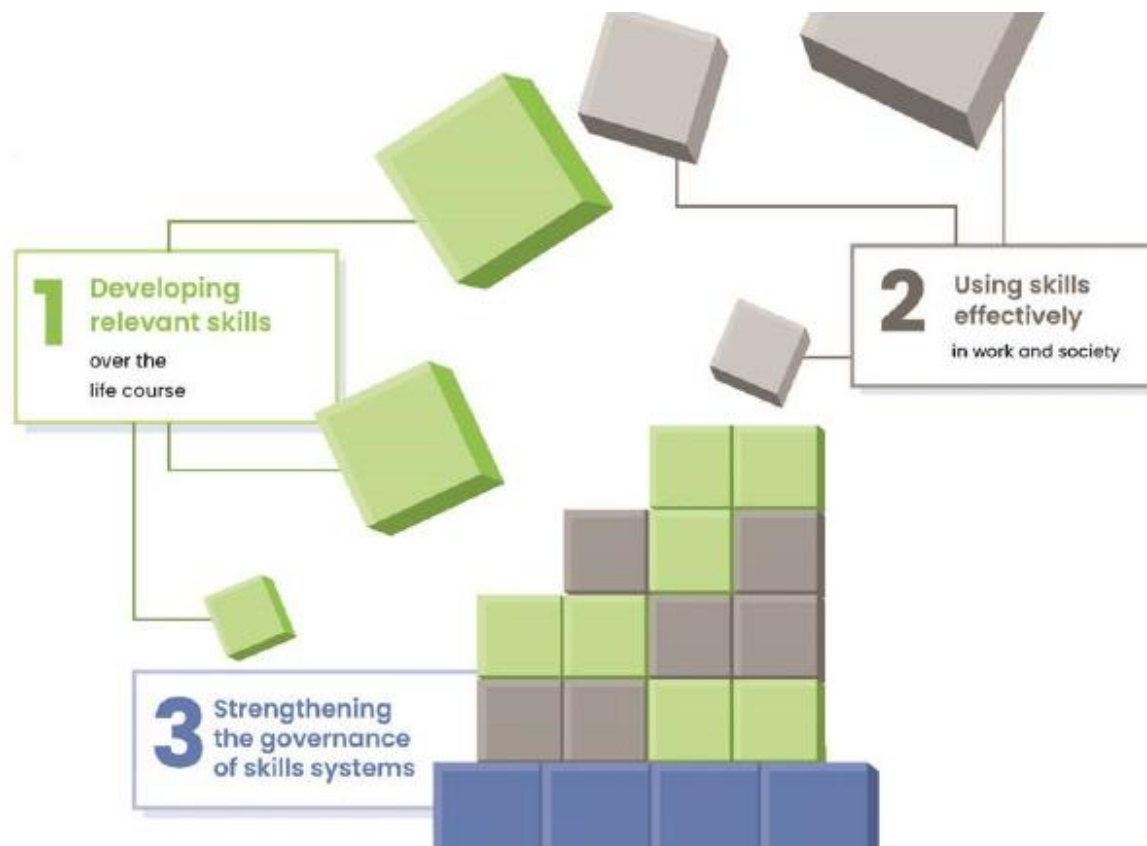 1
Developing
relevant skills
over the
life course
2
Using skills
effectively
in work and society
3
Strengthening
the governance
of skills systems